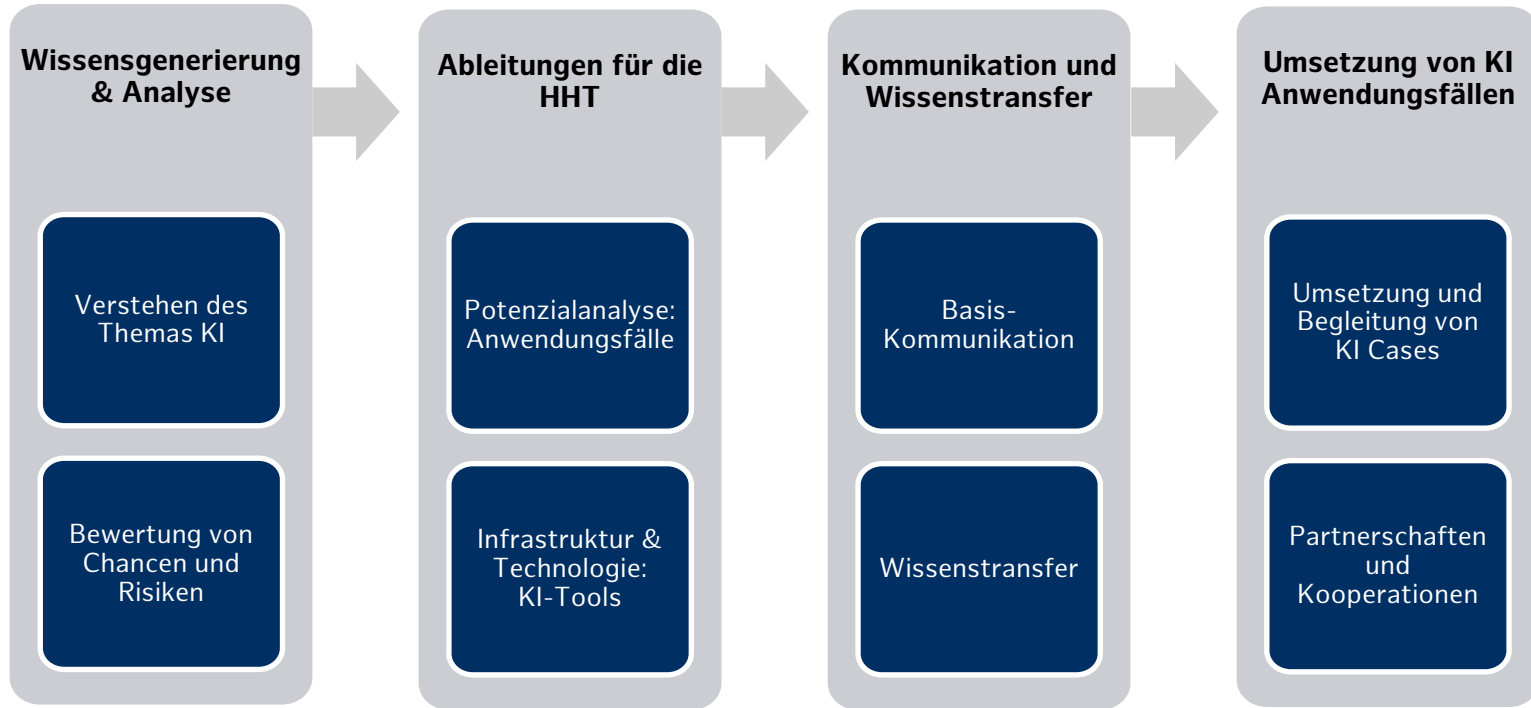 Wissensgenerierung
& Analyse
Verstehen des
Themas KI
Bewertung von
Chancen und
Risiken
Ableitungen für die
HHT
Potenzialanalyse:
Anwendungsfälle
Infrastruktur &
Technologie:
KI-Tools
Kommunikation und
Wissenstransfer
Basis-
Kommunikation
Wissenstransfer
Umsetzung von KI
Anwendungsfällen
Umsetzung und
Begleitung von
KI Cases
Partnerschaften
und
Kooperationen